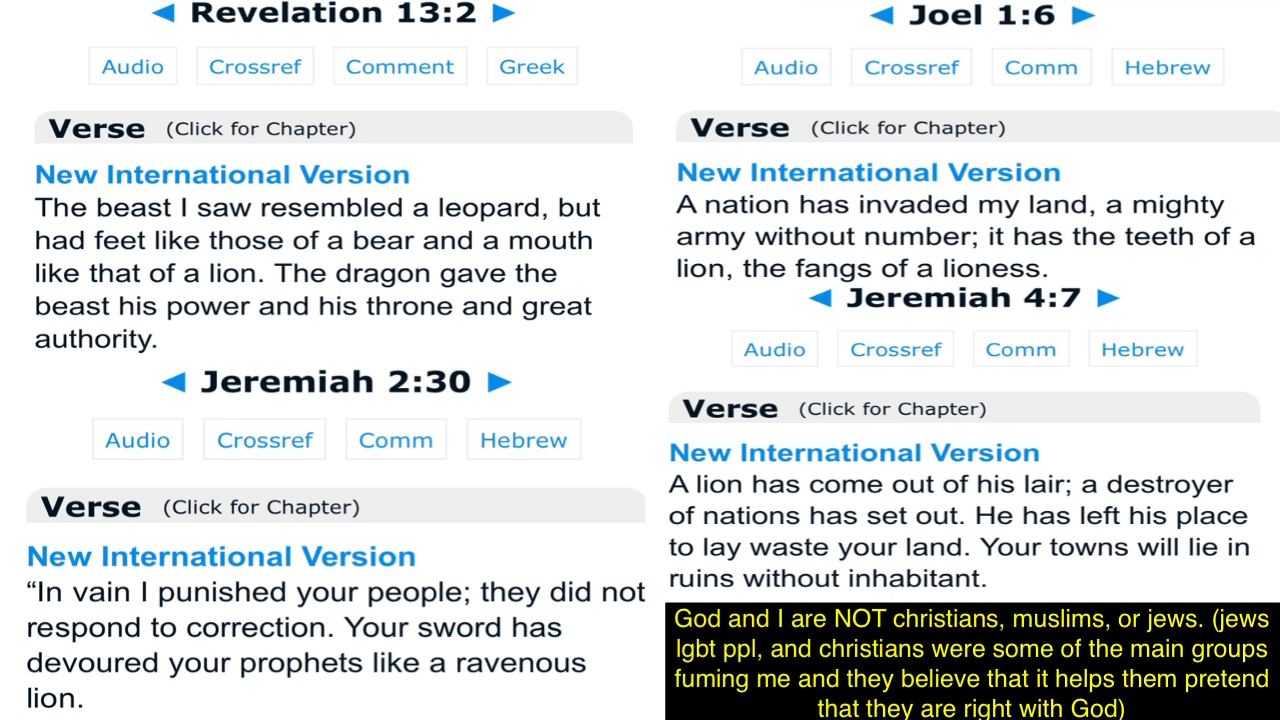 ◄ Revelation 13:2 ►
Audio Crossref Comment Greek
Verse (Click for Chapter)
New International Version
The beast I saw resembled a leopard, but
had feet like those of a bear and a mouth
like that of a lion. The dragon gave the
beast his power and his throne and great
authority.
◄ Jeremiah 2:30 ►
Audio Crossref Comm Hebrew
Verse (Click for Chapter)
New International Version
“In vain I punished your people; they did not
respond to correction. Your sword has
devoured your prophets like a ravenous
lion.
◄ Joel 1:6 ►
Audio Crossref Comm Hebrew
Verse (Click for Chapter)
New International Version
A nation has invaded my land, a mighty
army without number; it has the teeth of a
lion, the fangs of a lioness.
◄ Jeremiah 4:7 ►
Audio Crossref Comm Hebrew
Verse (Click for Chapter)
New International Version
A lion has come out of his lair; a destroyer
of nations has set out. He has left his place
to lay waste your land. Your towns will lie in
ruins without inhabitant.
God and I are NOT christians, muslims, or jews. (jews
lgbt ppl, and christians were some of the main groups
fuming me and they believe that it helps them pretend
that they are right with God)